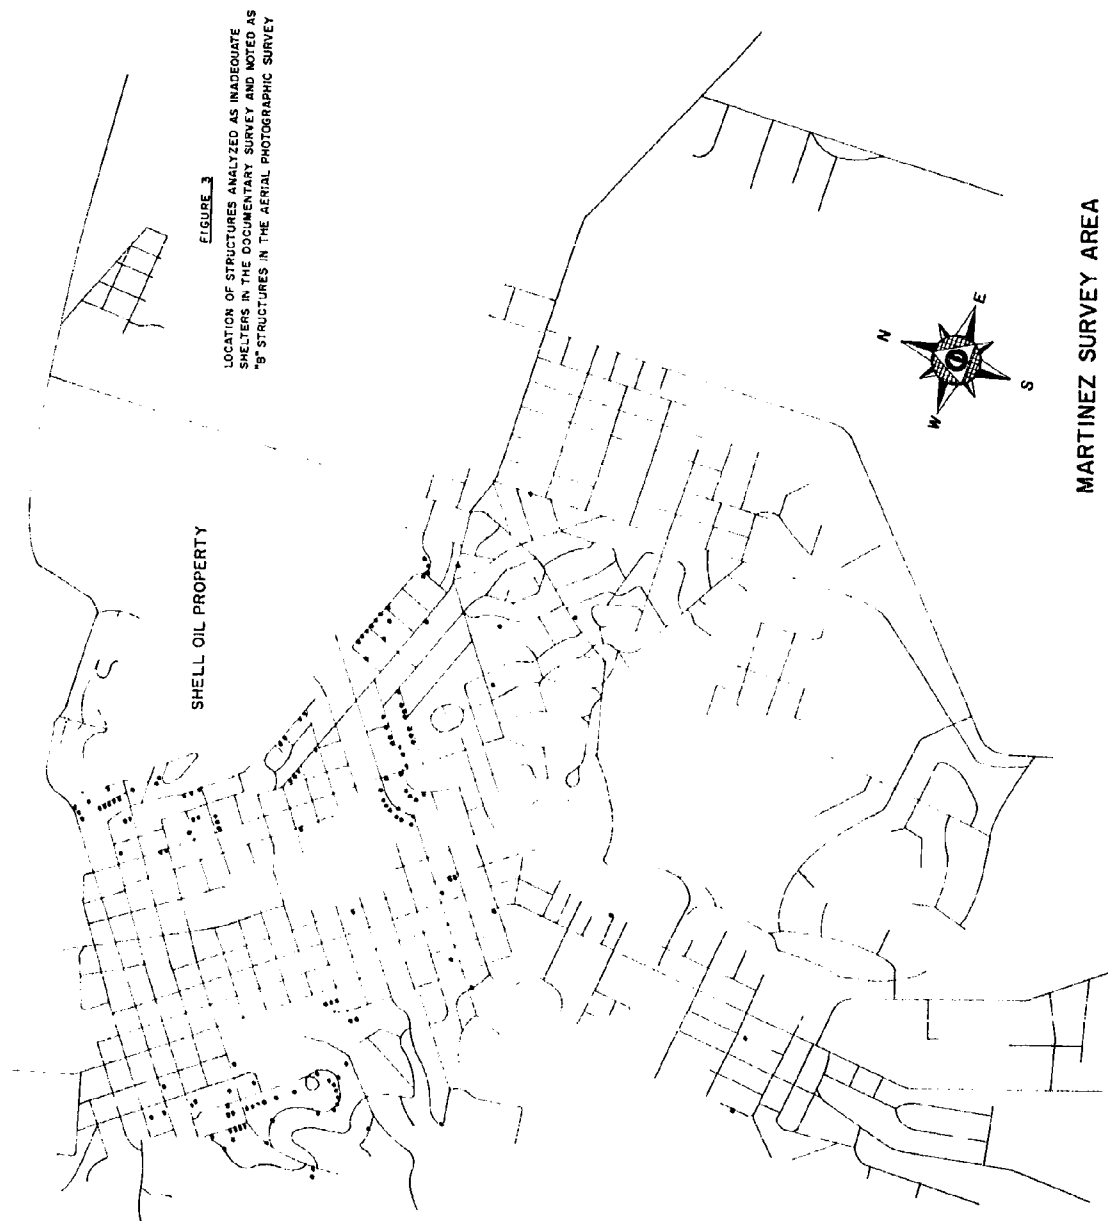 FIGURE 3
LOCATION OF STRUCTURES ANALYZED AS INADEQUATE
SHELTERS IN THE DOCUMENTARY SURVEY AND NOTED AS
"B" STRUCTURES IN THE AERIAL PHOTOGRAPHIC SURVEY
SHELL OIL PROPERTY
N
E
S
W
MARTINEZ SURVEY AREA